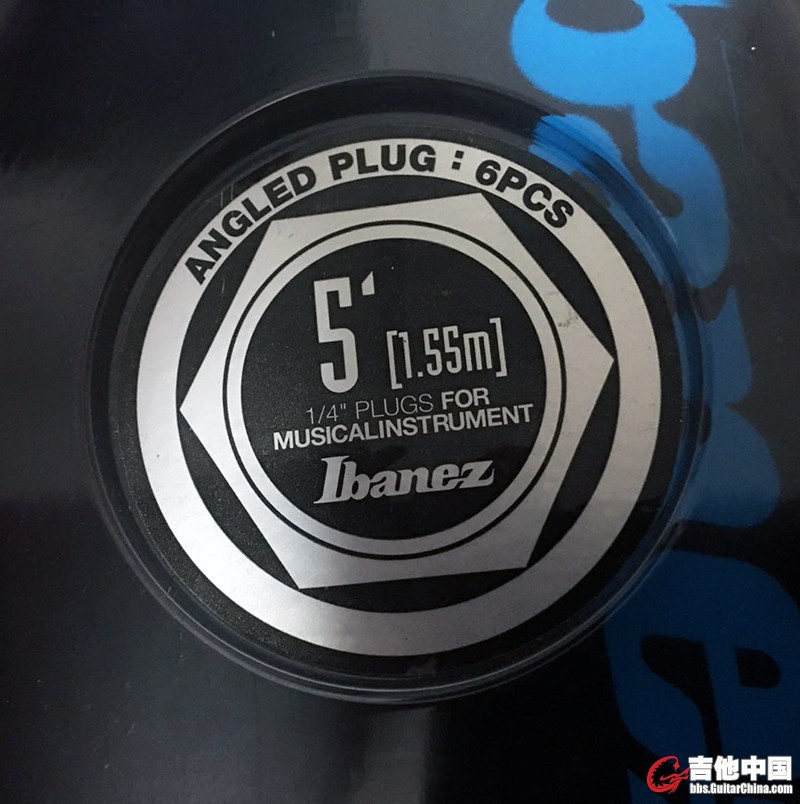 ANGLED PLUG : 6PCS
5' [1.55m]
1/4" PLUGS FOR
MUSICALINSTRUMENT
Ibanez
吉他中国
bbs.GuitarChina.com